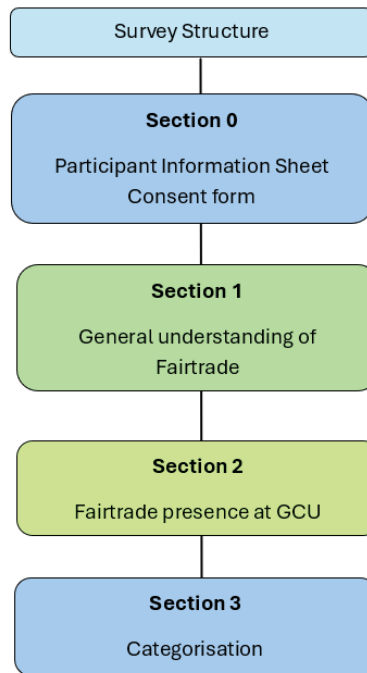 Survey Structure
Section 0
Participant Information Sheet
Consent form
Section 1
General understanding of
Fairtrade
Section 2
Fairtrade presence at GCU
Section 3
Categorisation